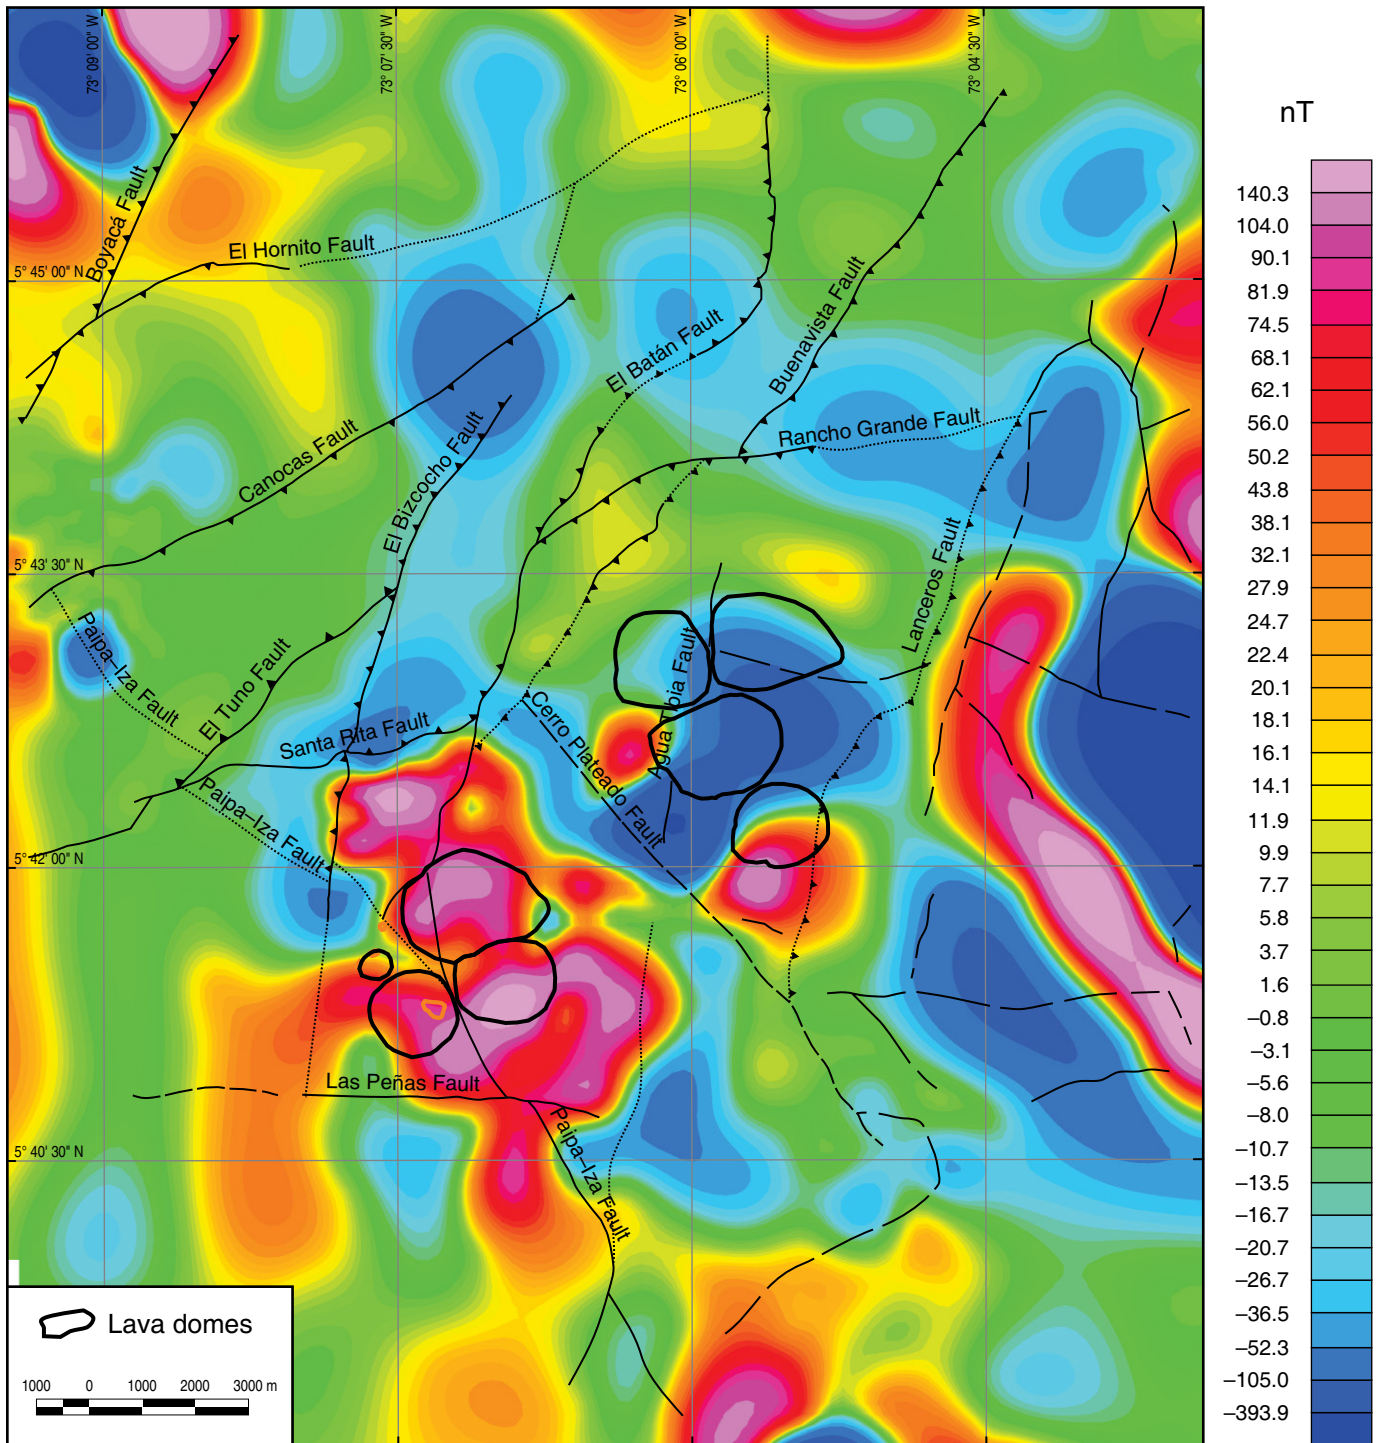 73° 09' 00" W
73° 07' 30" W
73° 06' 00" W
73° 04' 30" W
nT
140.3
104.0
90.1
81.9
74.5
68.1
62.1
56.0
50.2
43.8
38.1
32.1
27.9
24.7
22.4
20.1
18.1
16.1
14.1
11.9
9.9
7.7
5.8
3.7
1.6
–0.8
–3.1
–5.6
–8.0
–10.7
–13.5
–16.7
–20.7
–26.7
–36.5
–52.3
–105.0
–393.9
Boyacá Fault
El Hornito Fault
5° 45' 00" N
El Batán Fault
Buenavista Fault
Canocas Fault
El Bizcocho Fault
Rancho Grande Fault
5° 43' 30" N
Lanceros Fault
Paipa–Iza Fault
El Tuno Fault
Santa Rita Fault
Cerro Plateado Fault
Agua Tibia Fault
Paipa–Iza Fault
5° 42' 00" N
Las Peñas Fault
Paipa–Iza Fault
5° 40' 30" N
Lava domes
1000 0 1000 2000 3000 m